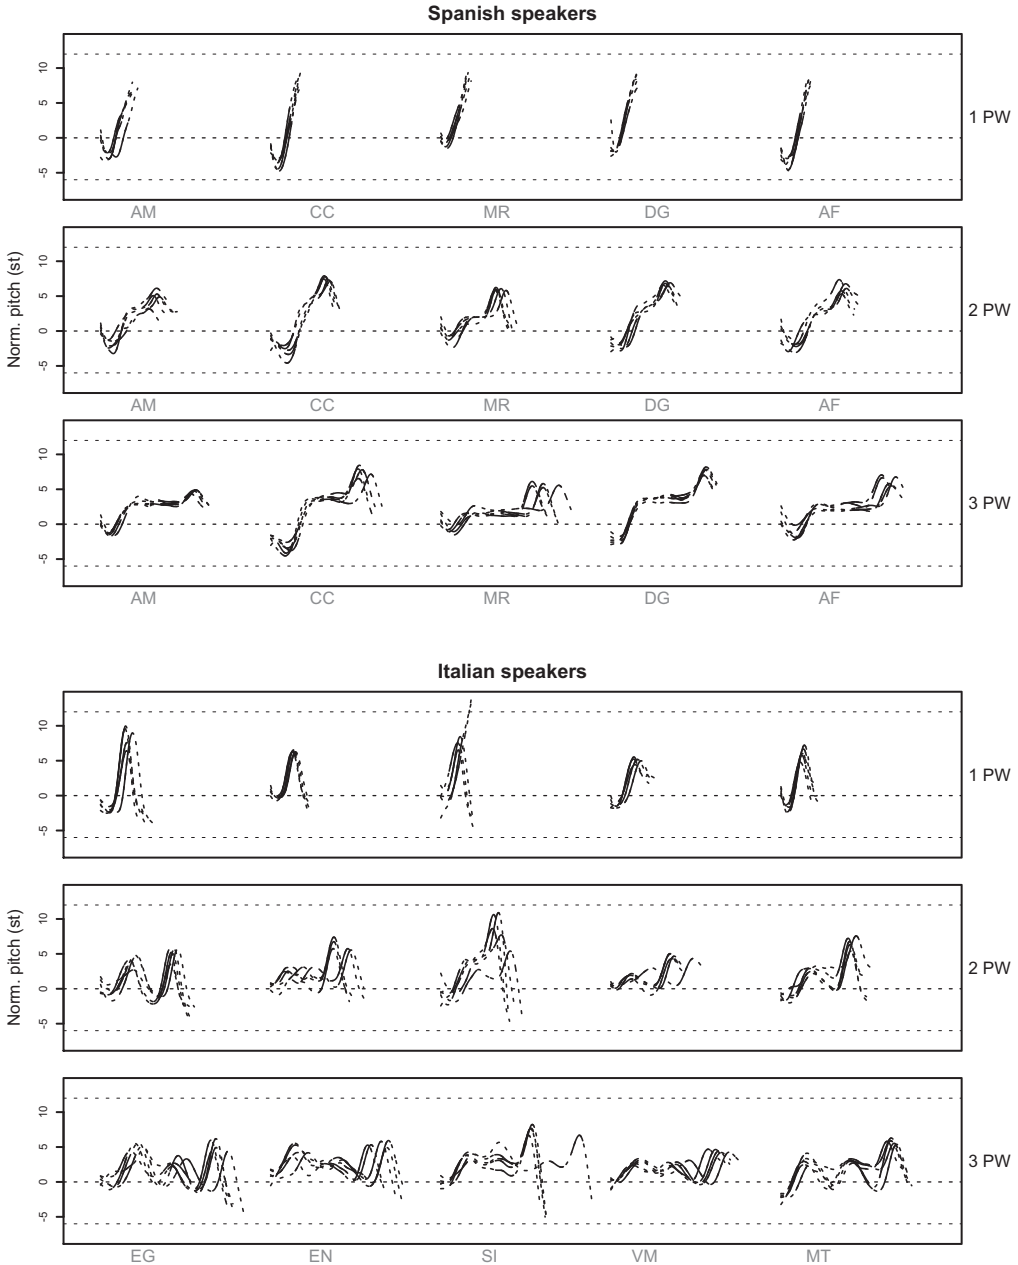 Spanish speakers
10
5
0
-5
1 PW
AM CC MR DG AF
Norm. pitch (st)
10
5
0
-5
2 PW
AM CC MR DG AF
10
5
0
-5
3 PW
AM CC MR DG AF
Italian speakers
10
5
0
-5
1 PW
Norm. pitch (st)
10
5
0
-5
2 PW
10
5
0
-5
3 PW
EG EN SI VM MT